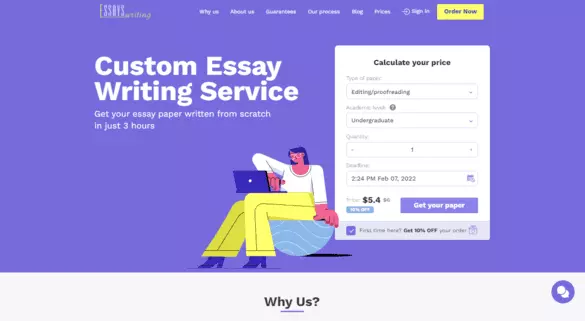 ESSAYS writing
Why us About us Guarantees Our process Blog Prices Sign in Order Now
Custom Essay
Writing Service
Get your essay paper written from scratch
in just 3 hours
Calculate your price
Type of paper:
Editing/proofreading
Academic level: ?
Undergraduate
Quantity:
- 1
Deadline:
2:24 PM Feb 07, 2022
Price: $5.4 $6
10% OFF
Get your paper
First time here? Get 10% OFF your order
Why Us?